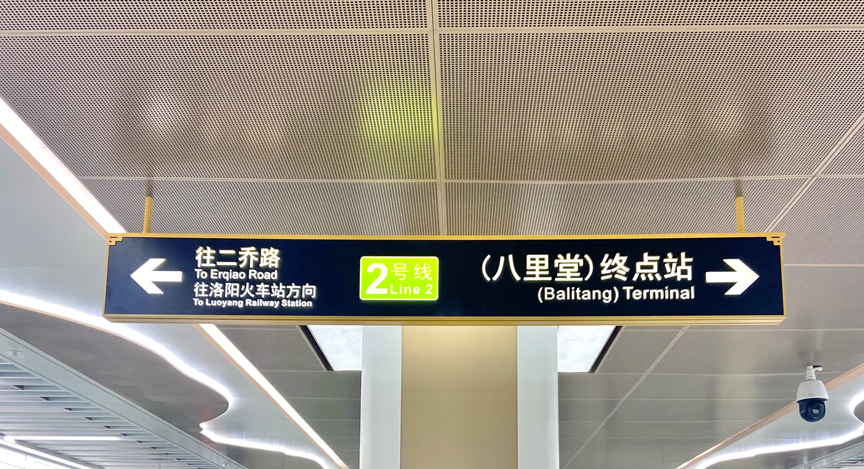 往二乔路
To Erqiao Road
往洛阳火车站方向
To Luoyang Railway Station
2号线
Line 2
(八里堂)终点站
(Balitang) Terminal